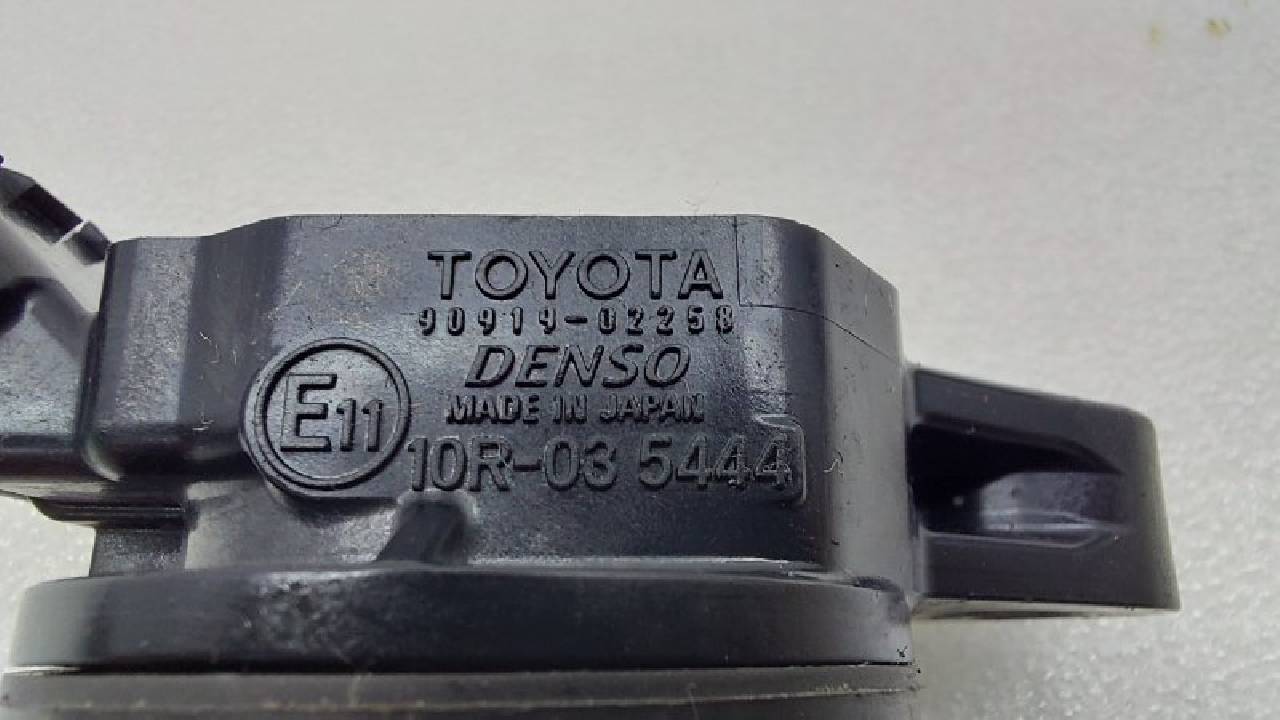 TOYOTA
90919-02258
DENSO
MADE IN JAPAN
E11
10R-03 5444